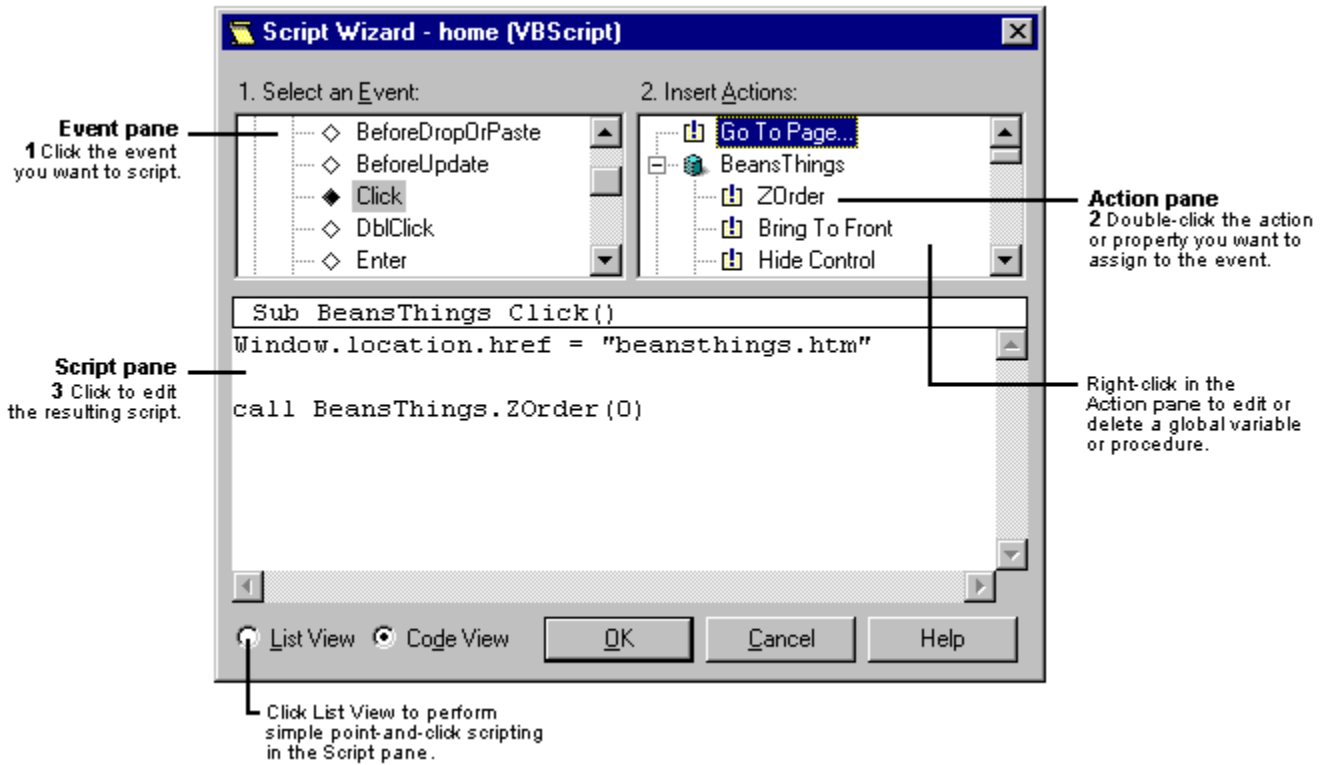 Script Wizard - home (VBScript)
1. Select an Event:
2. Insert Actions:
BeforeDropOrPaste
BeforeUpdate
Click
DblClick
Enter
Go To Page...
BeansThings
ZOrder
Bring To Front
Hide Control
Event pane
1 Click the event
you want to script.
Action pane
2 Double-click the action
or property you want to
assign to the event.
Sub BeansThings Click()
Window.location.href = "beansthings.htm"
call BeansThings.ZOrder(0)
Script pane
3 Click to edit
the resulting script.
Right-click in the
Action pane to edit or
delete a global variable
or procedure.
List View
Code View
OK
Cancel
Help
Click List View to perform
simple point-and-click scripting
in the Script pane.